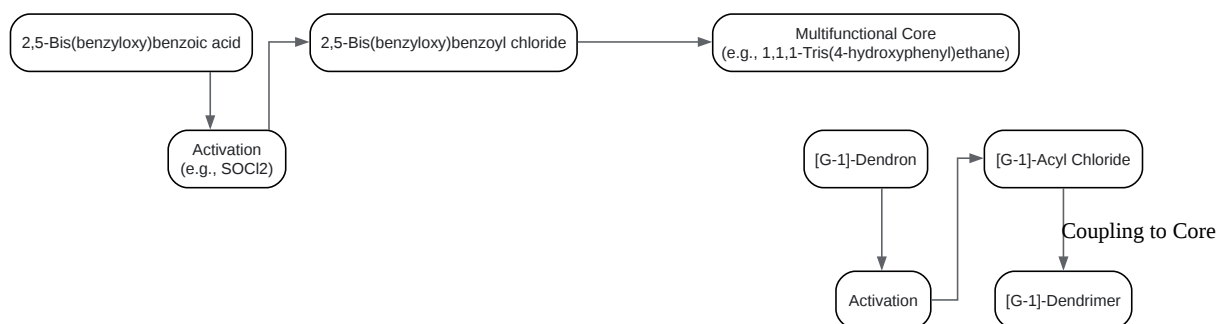 2,5-Bis(benzyloxy)benzoic acid
2,5-Bis(benzyloxy)benzoyl chloride
Multifunctional Core
(e.g., 1,1,1-Tris(4-hydroxyphenyl)ethane)
Activation
(e.g., SOCl2)
[G-1]-Dendron
[G-1]-Acyl Chloride
Coupling to Core
Activation
[G-1]-Dendrimer